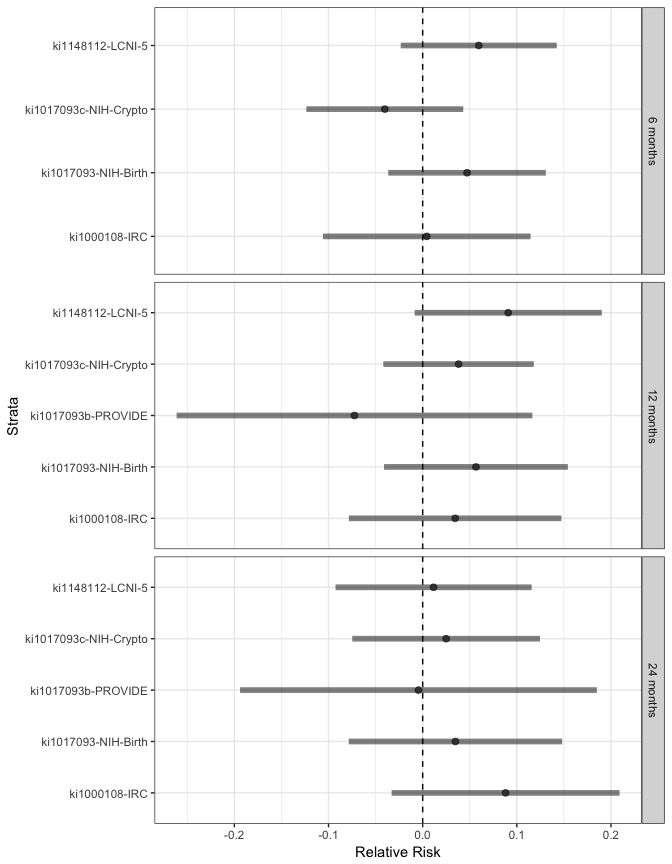 ki1148112-LCNI-5
ki1017093c-NIH-Crypto
ki1017093-NIH-Birth
ki1000108-IRC
6 months
ki1148112-LCNI-5
ki1017093c-NIH-Crypto
ki1017093b-PROVIDE
ki1017093-NIH-Birth
ki1000108-IRC
12 months
Strata
ki1148112-LCNI-5
ki1017093c-NIH-Crypto
ki1017093b-PROVIDE
ki1017093-NIH-Birth
ki1000108-IRC
24 months
-0.2 -0.1 0.0 0.1 0.2
Relative Risk